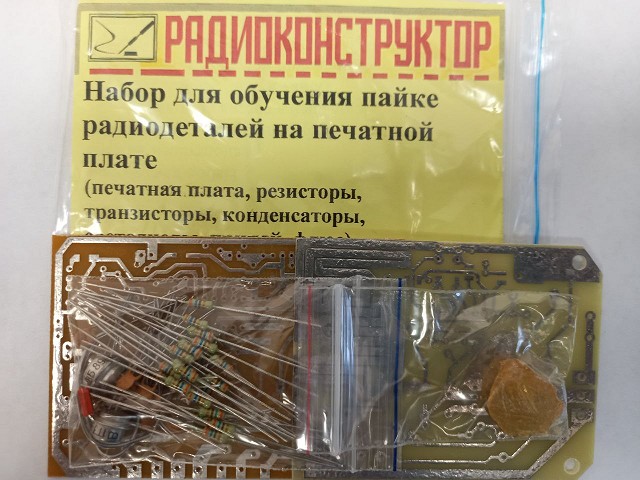 РАДИОКОНСТРУКТОР
Набор для обучения пайке
радиодеталей на печатной
плате
(печатная плата, резисторы,
транзисторы, конденсаторы,